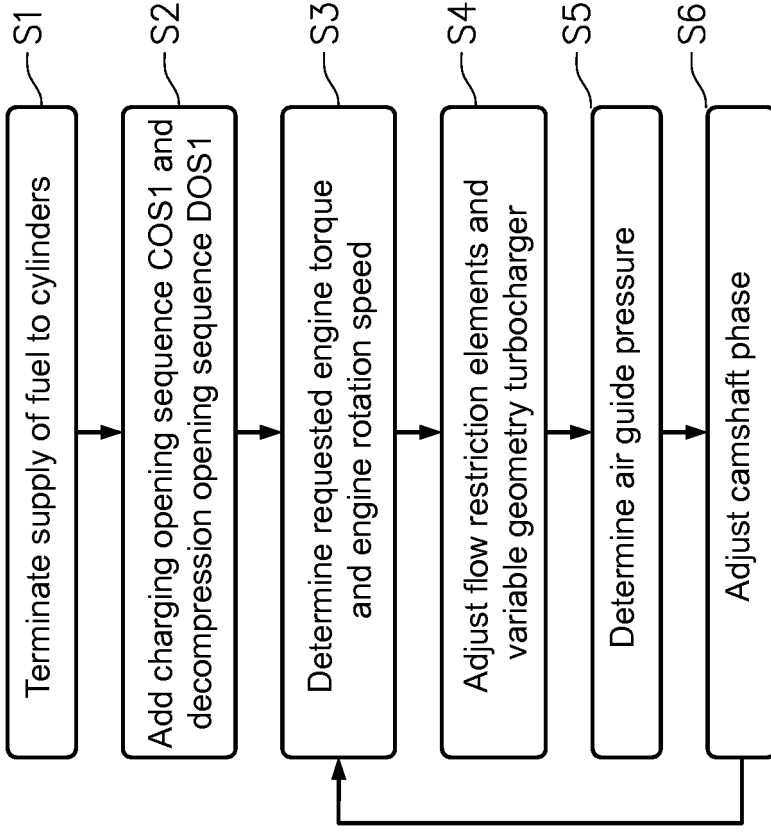 Terminate supply of fuel to cylinders
S1
Add charging opening sequence COS1 and
decompression opening sequence DOS1
S2
Determine requested engine torque
and engine rotation speed
S3
Adjust flow restriction elements and
variable geometry turbocharger
S4
Determine air guide pressure
S5
Adjust camshaft phase
S6